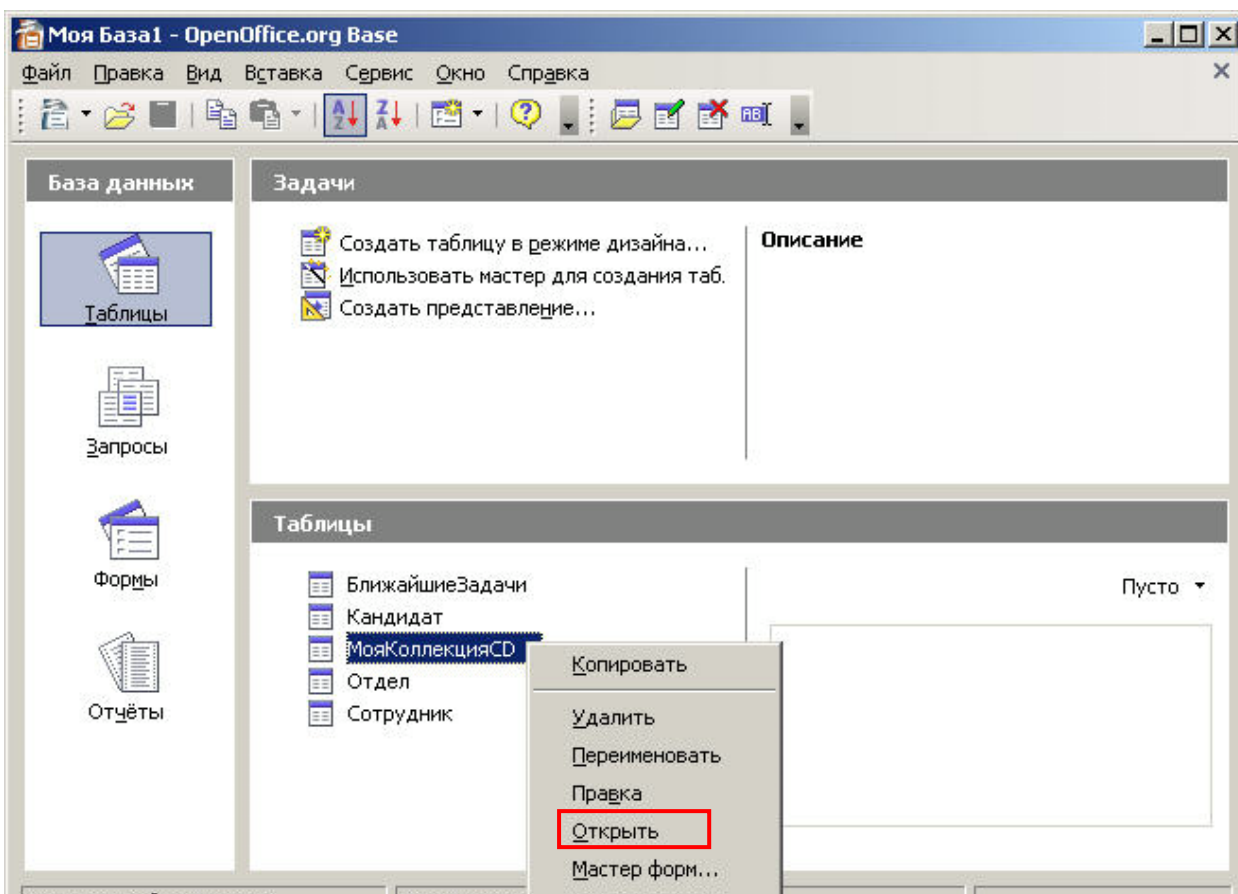 Моя База1 - OpenOffice.org Base
Файл Правка Вид Вставка Сервис Окно Справка
База данных
Таблицы
Запросы
Формы
Отчёты
Задачи
Создать таблицу в режиме дизайна...
Использовать мастер для создания таб.
Создать представление...
Описание
Таблицы
БлижайшиеЗадачи
Кандидат
МояКоллекцияCD
Отдел
Сотрудник
Пусто
Копировать
Удалить
Переименовать
Правка
Открыть
Мастер форм...